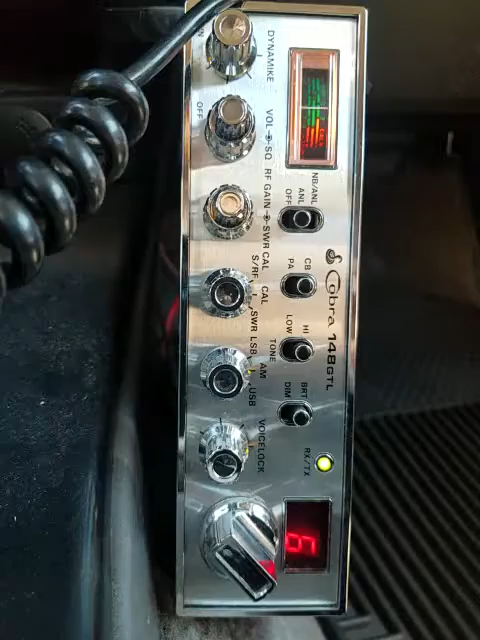 Cobra 148GTL
NB/ANL
ANL
OFF
CB
PA
HI
LOW
TONE
BRT
DIM
RX/TX
DYNAMIKE
OFF
VOL SQ
RF GAIN SWR CAL
S/RF CAL SWR
LSB AM USB
VOICELOCK